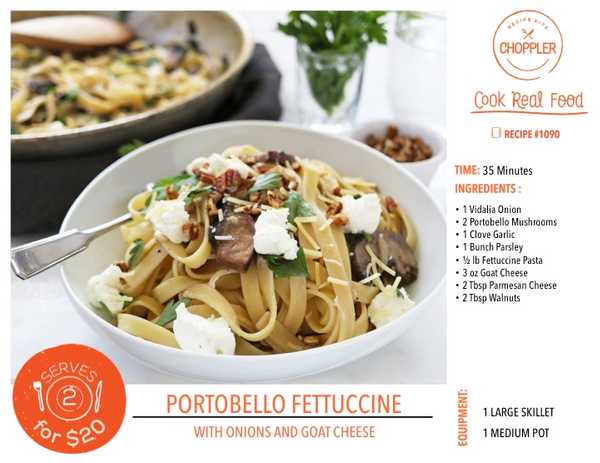 RECIPE KITS
CHOPPLER
Cook Real Food
RECIPE #1090
TIME: 35 Minutes
INGREDIENTS :
• 1 Vidalia Onion
• 2 Portobello Mushrooms
• 1 Clove Garlic
• 1 Bunch Parsley
• ½ lb Fettuccine Pasta
• 3 oz Goat Cheese
• 2 Tbsp Parmesan Cheese
• 2 Tbsp Walnuts
SERVES
2
for $20
PORTOBELLO FETTUCCINE
WITH ONIONS AND GOAT CHEESE
EQUIPMENT:
1 LARGE SKILLET
1 MEDIUM POT